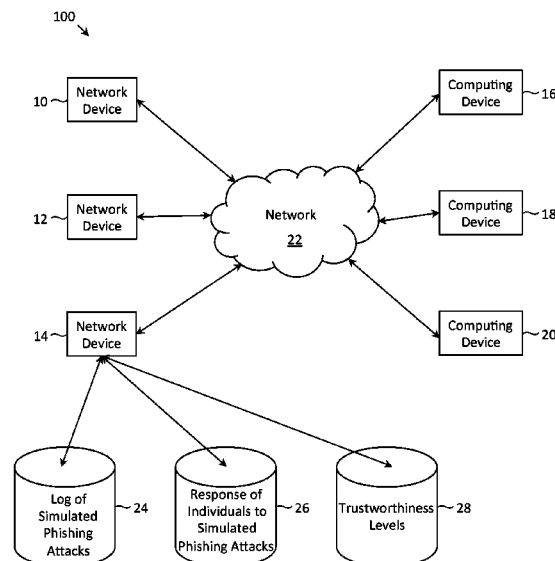 100
Network
Device
10
Computing
Device
16
Network
Device
12
Network
22
Computing
Device
18
Network
Device
14
Computing
Device
20
Log of
Simulated
Phishing
Attacks
24
Response of
Individuals to
Simulated
Phishing Attacks
26
Trustworthiness
Levels
28